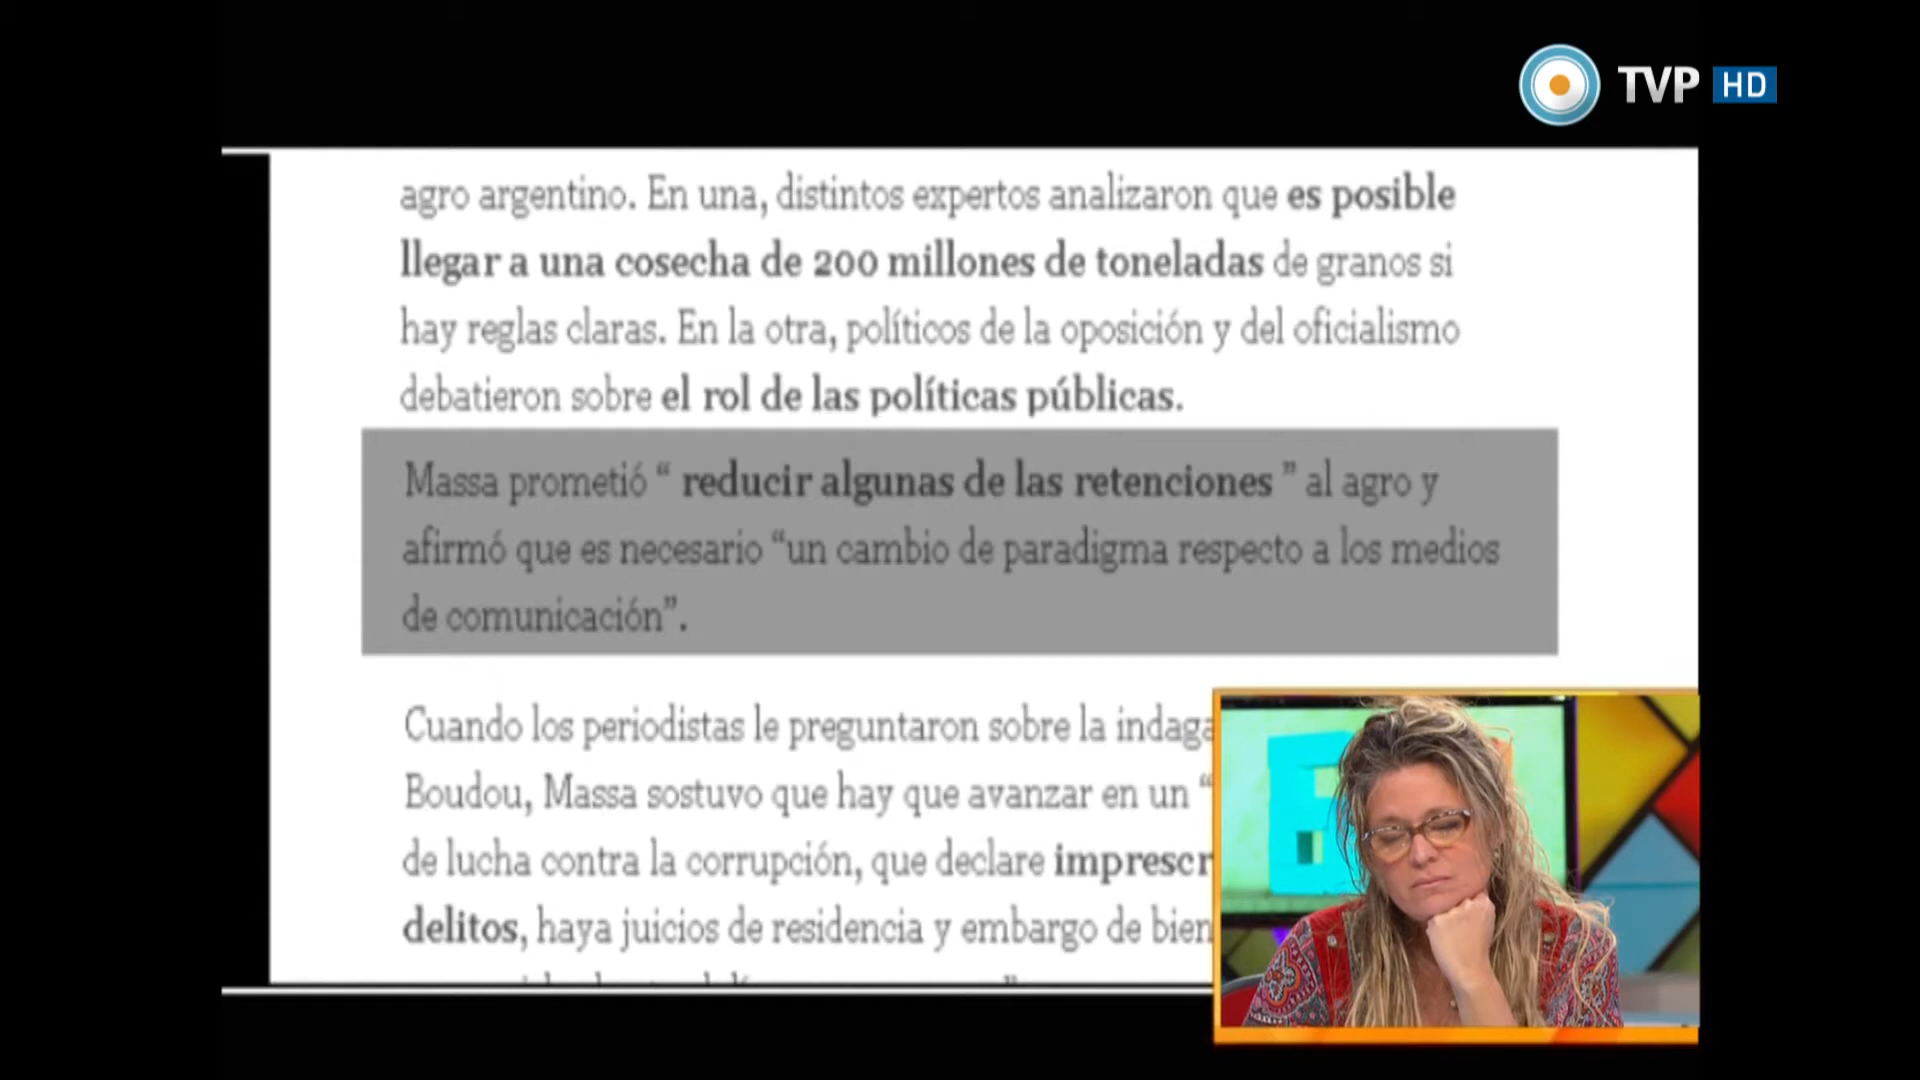 TVP HD
agro argentino. En una, distintos expertos analizaron que es posible
llegar a una cosecha de 200 millones de toneladas de granos si
hay reglas claras. En la otra, políticos de la oposición y del oficialismo
debatieron sobre el rol de las políticas públicas.
Massa prometió “ reducir algunas de las retenciones ” al agro y
afirmó que es necesario “un cambio de paradigma respecto a los medios
de comunicación”.
Cuando los periodistas le preguntaron sobre la indaga
Boudou, Massa sostuvo que hay que avanzar en un “
de lucha contra la corrupción, que declare imprescr
delitos, haya juicios de residencia y embargo de bien